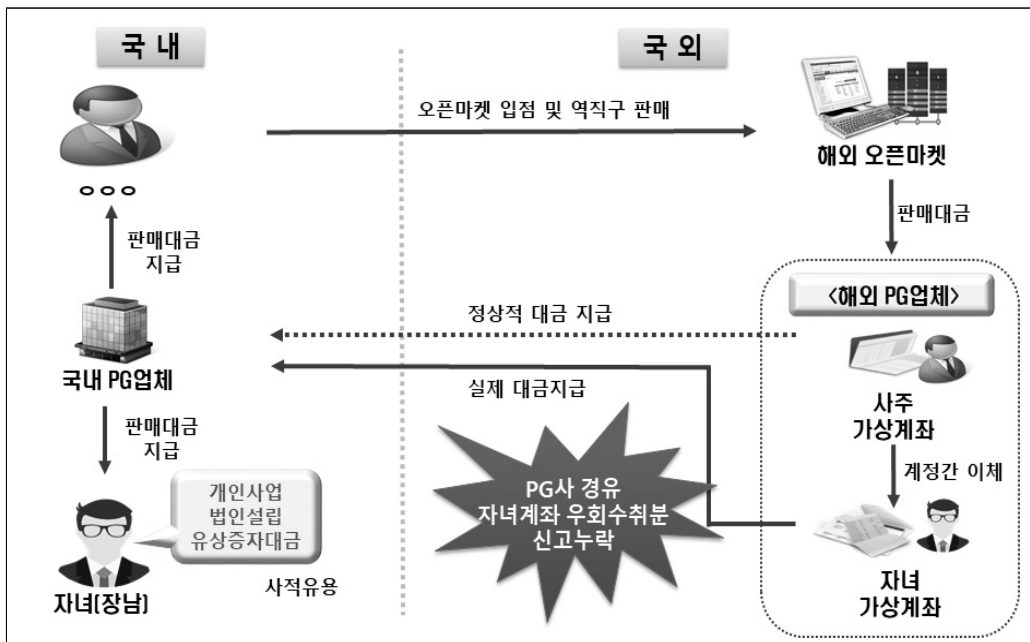 국 내
국 외
오픈마켓 입점 및 역직구 판매
해외 오픈마켓
ㅇㅇㅇ
판매대금
판매대금
지급
<해외 PG업체>
정상적 대금 지급
국내 PG업체
실제 대금지급
사주
가상계좌
판매대금
지급
계정간 이체
PG사 경유
자녀계좌 우회수취분
신고누락
개인사업
법인설립
유상증자대금
사적유용
자녀(장남)
자녀
가상계좌